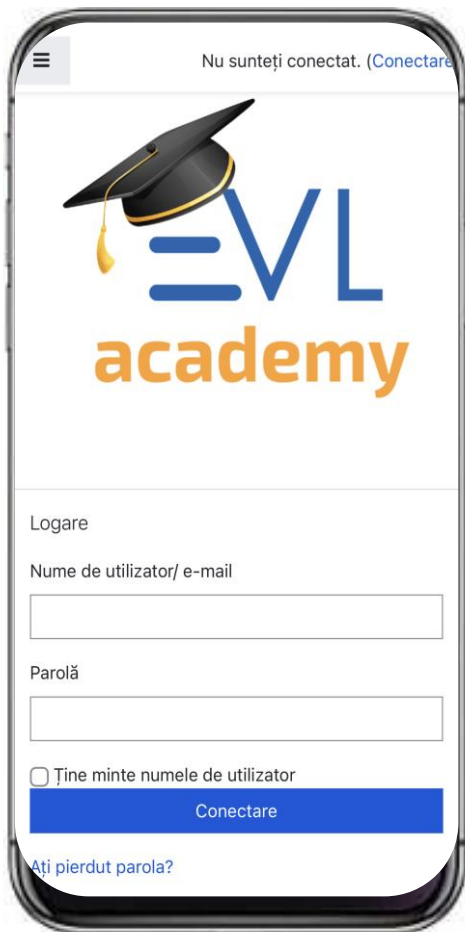 Nu sunteți conectat. (Conectare
EVL
academy
Logare
Nume de utilizator/ e-mail
Parolă
Ține minte numele de utilizator
Conectare
Ați pierdut parola?